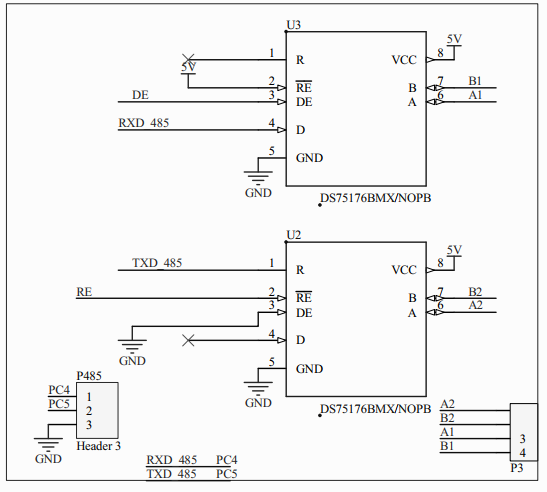 U3
1 R
5V
2 RE
DE 3 DE
RXD_485 4 D
5 GND
GND
VCC 8 5V
B 7 B1
A 6 A1
DS75176BMX/NOPB
U2
TXD_485 1 R
RE 2 RE
3 DE
GND
4 D
5 GND
GND
VCC 8 5V
B 7 B2
A 6 A2
DS75176BMX/NOPB
P485
PC4 1
PC5 2
3
GND
Header 3
RXD_485 PC4
TXD_485 PC5
A2
B2
A1 3
B1 4
P3